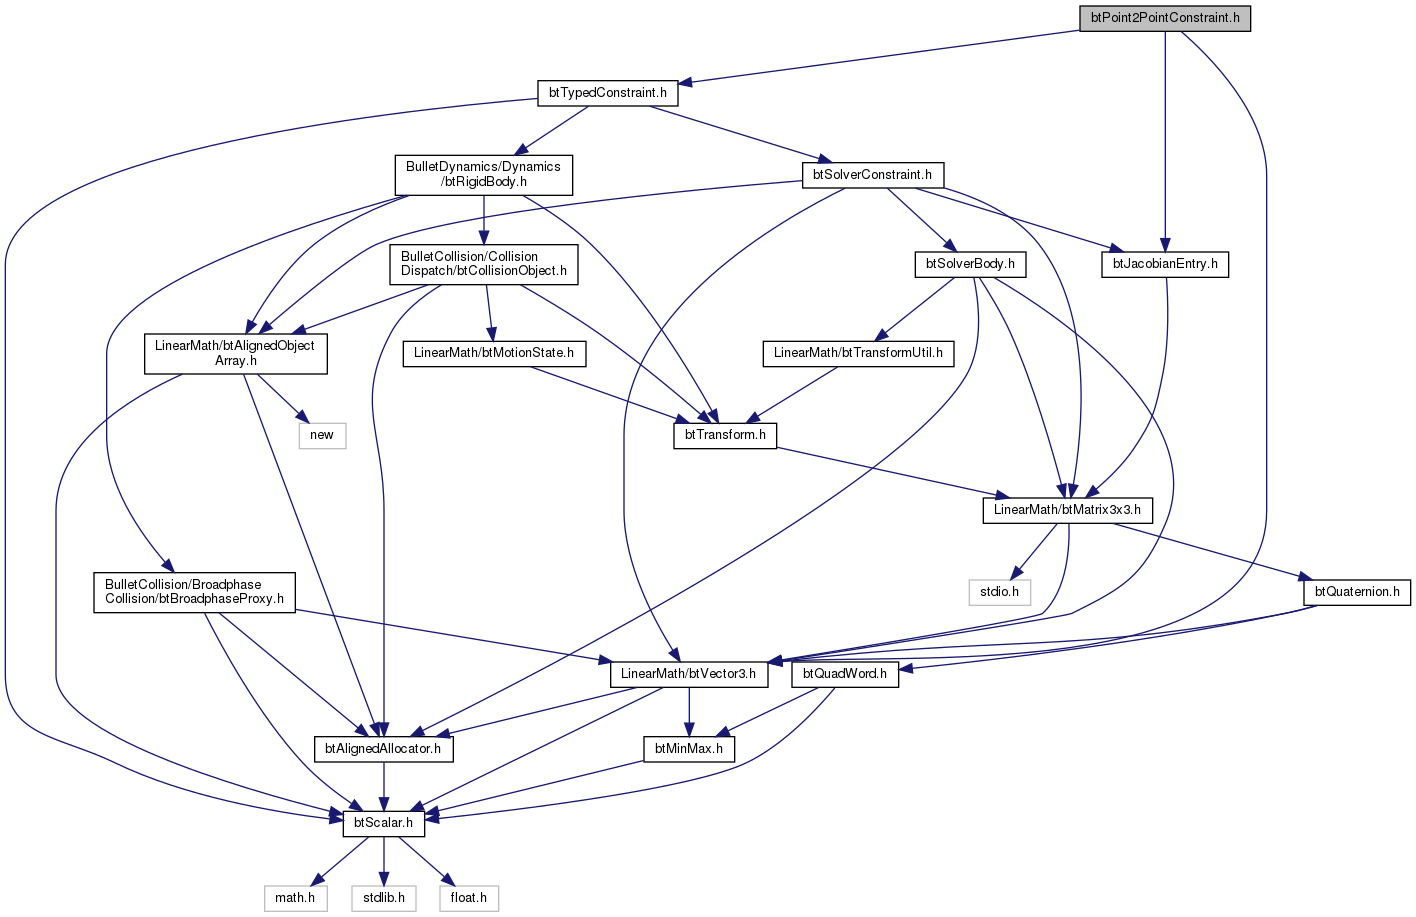 btPoint2PointConstraint.h
btTypedConstraint.h
BulletDynamics/Dynamics
/btRigidBody.h
btSolverConstraint.h
BulletCollision/Collision
Dispatch/btCollisionObject.h
btSolverBody.h
btJacobianEntry.h
LinearMath/btAlignedObject
Array.h
LinearMath/btMotionState.h
LinearMath/btTransformUtil.h
new
btTransform.h
LinearMath/btMatrix3x3.h
BulletCollision/Broadphase
Collision/btBroadphaseProxy.h
stdio.h
btQuaternion.h
LinearMath/btVector3.h
btQuadWord.h
btAlignedAllocator.h
btMinMax.h
btScalar.h
math.h
stdlib.h
float.h